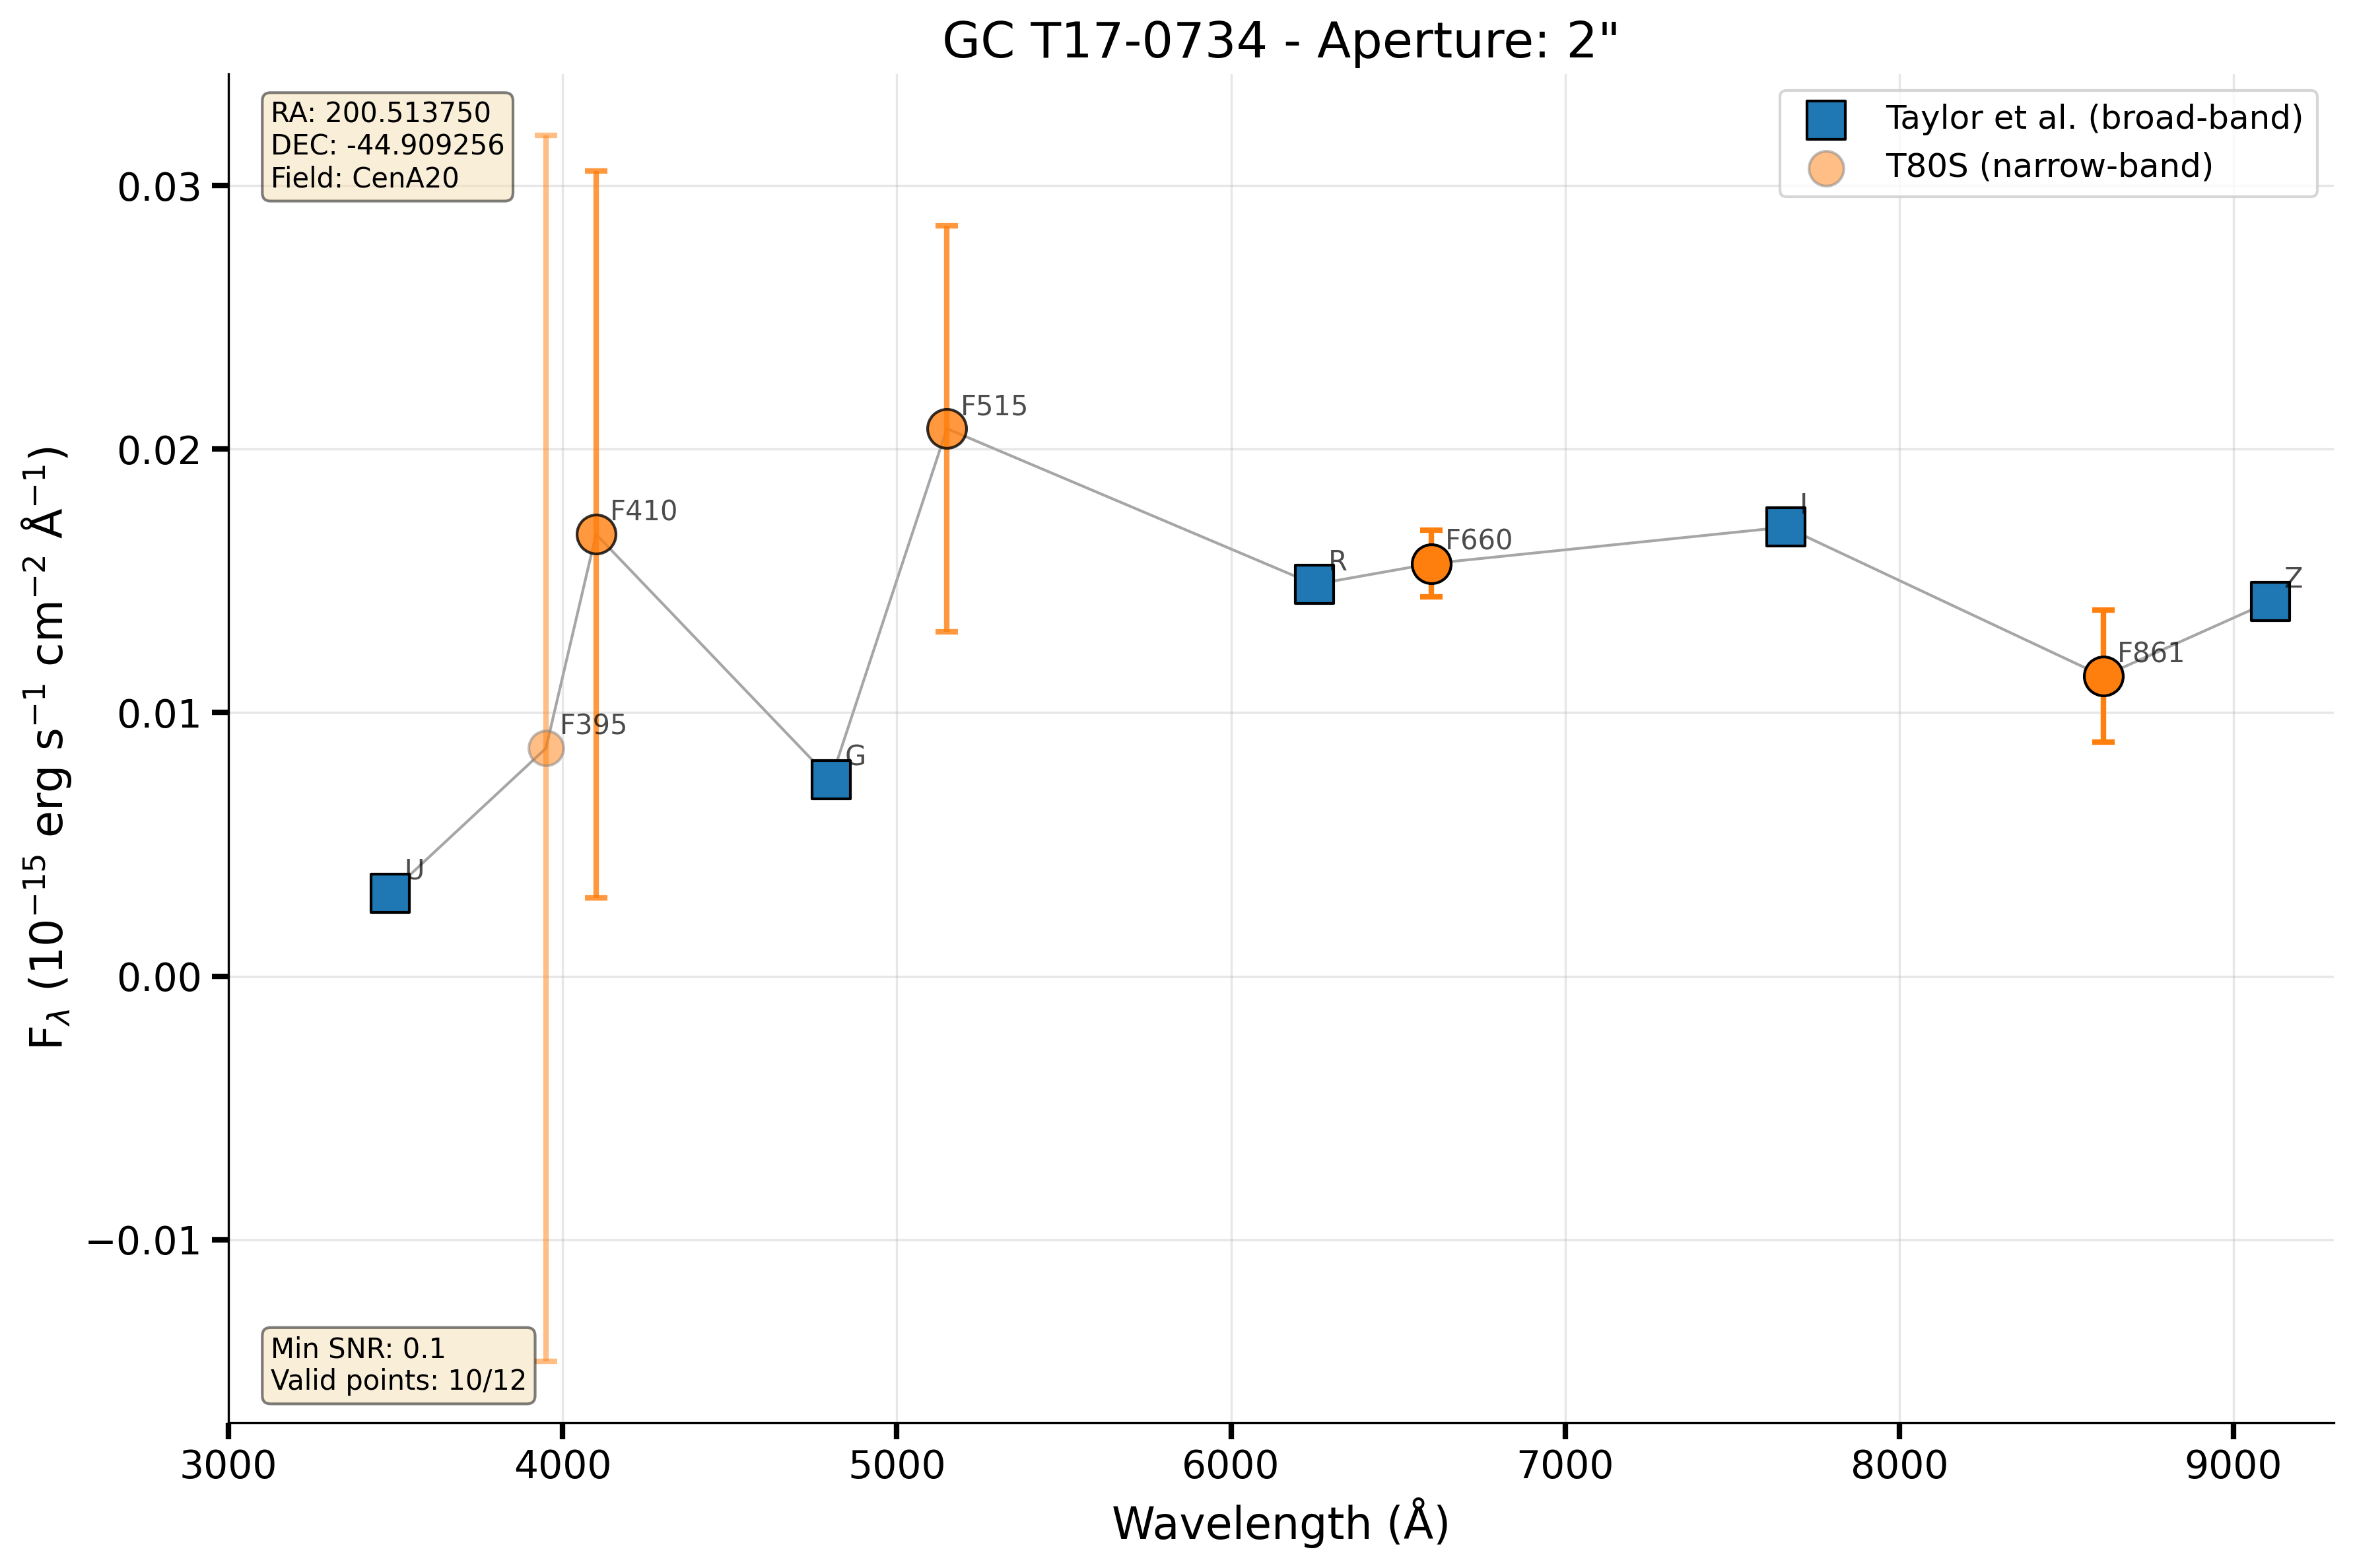 GC T17-0734 - Aperture: 2"
RA: 200.513750
DEC: -44.909256
Field: CenA20
Taylor et al. (broad-band)
T80S (narrow-band)
0.03
0.02
0.01
0.00
−0.01
F_λ (10⁻¹⁵ erg s⁻¹ cm⁻² Å⁻¹)
U
F395
F410
G
F515
R
F660
I
F861
Z
Min SNR: 0.1
Valid points: 10/12
3000 4000 5000 6000 7000 8000 9000
Wavelength (Å)